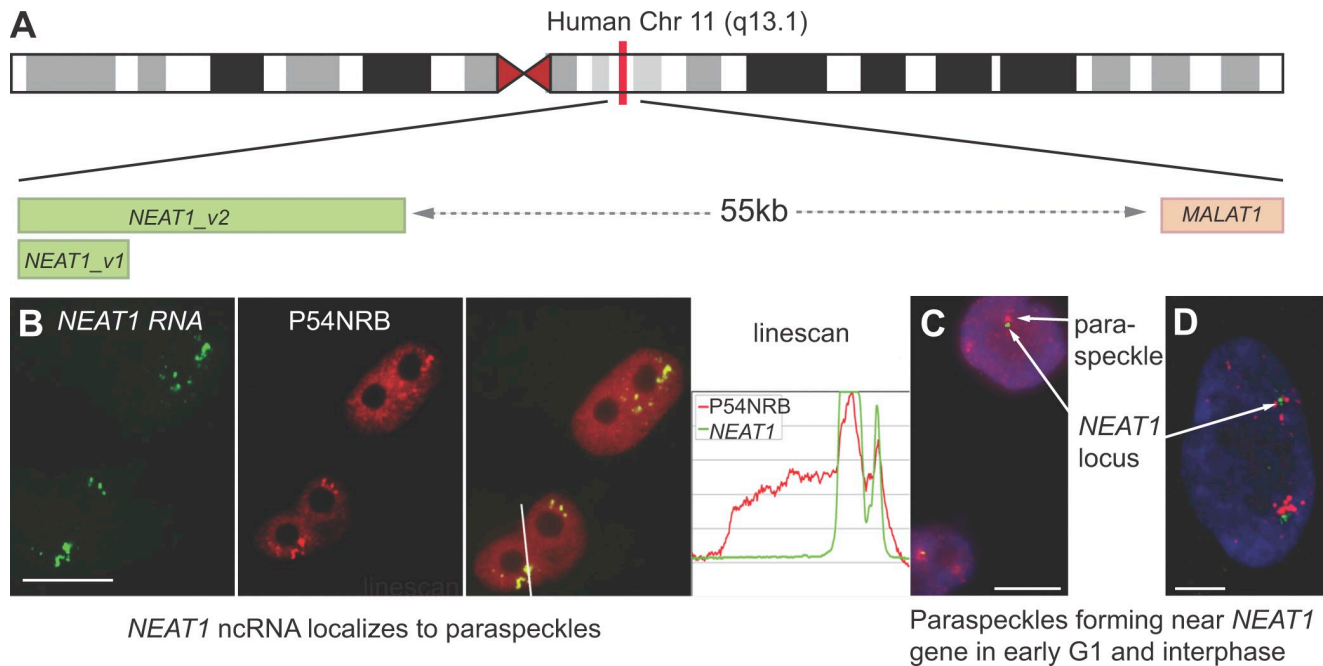 A
Human Chr 11 (q13.1)
NEAT1_v2
55kb
MALAT1
NEAT1_v1
B
NEAT1 RNA
P54NRB
linescan
linescan
P54NRB
NEAT1
C
para-
speckle
NEAT1
locus
D
NEAT1 ncRNA localizes to paraspeckles
Paraspeckles forming near NEAT1
gene in early G1 and interphase